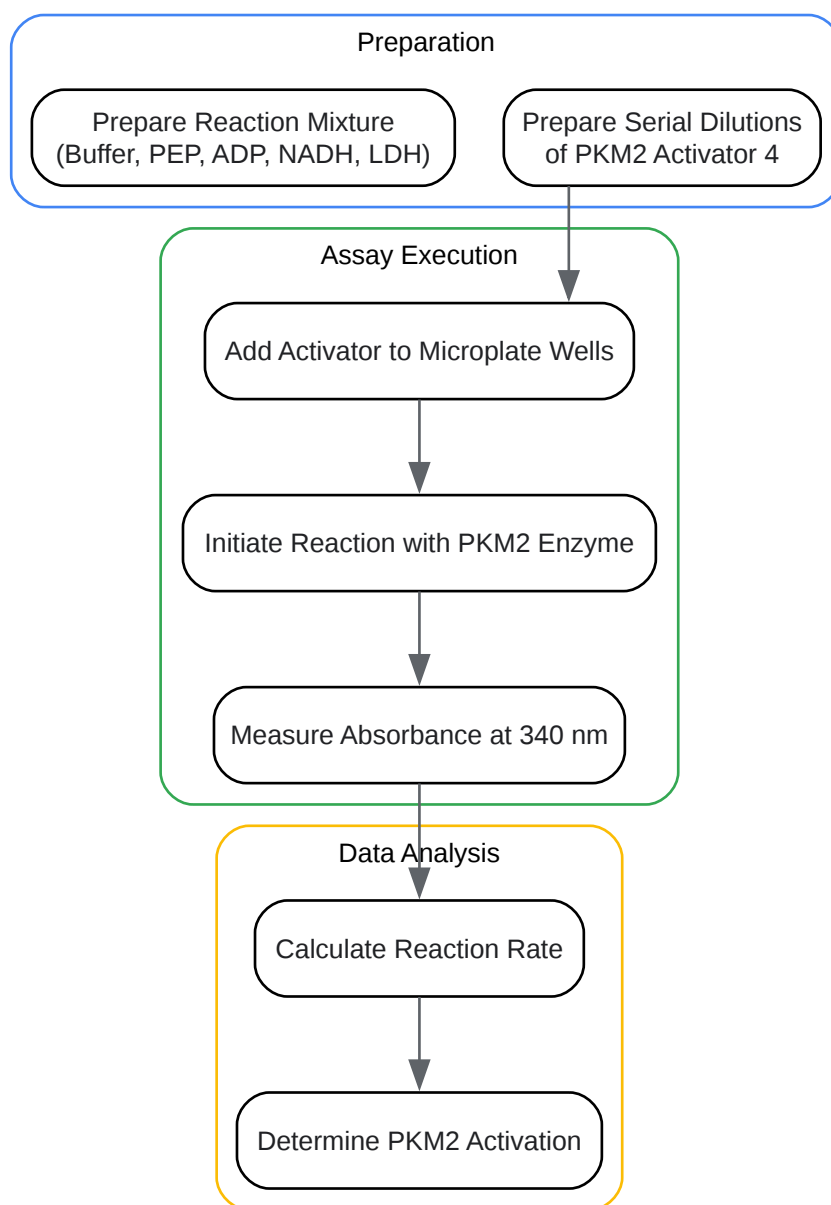 Preparation
Prepare Reaction Mixture
(Buffer, PEP, ADP, NADH, LDH)
Prepare Serial Dilutions
of PKM2 Activator 4
Assay Execution
Add Activator to Microplate Wells
Initiate Reaction with PKM2 Enzyme
Measure Absorbance at 340 nm
Data Analysis
Calculate Reaction Rate
Determine PKM2 Activation